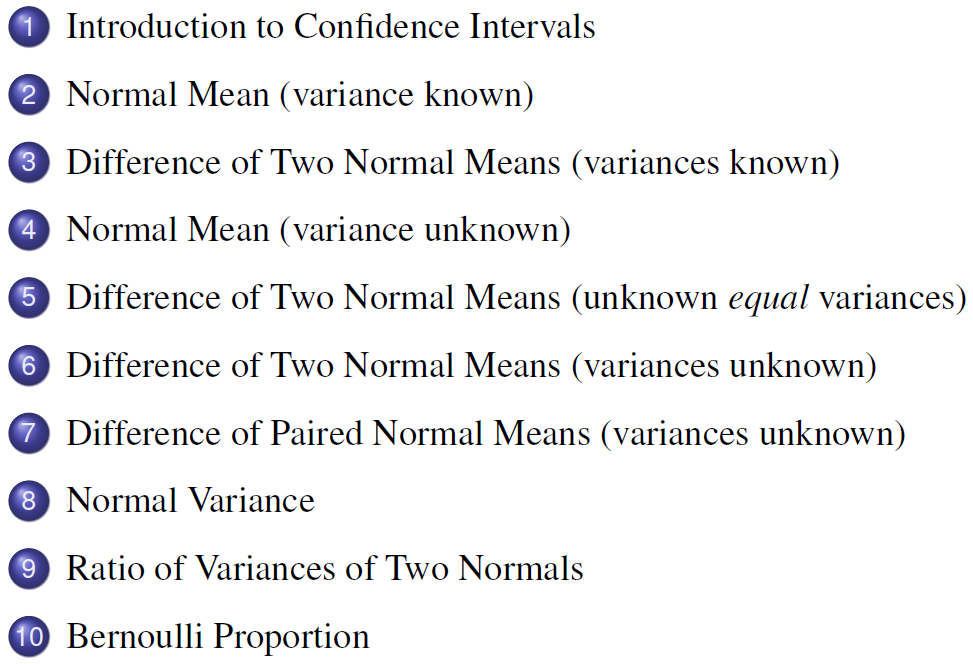 1 Introduction to Confidence Intervals
2 Normal Mean (variance known)
3 Difference of Two Normal Means (variances known)
4 Normal Mean (variance unknown)
5 Difference of Two Normal Means (unknown equal variances)
6 Difference of Two Normal Means (variances unknown)
7 Difference of Paired Normal Means (variances unknown)
8 Normal Variance
9 Ratio of Variances of Two Normals
10 Bernoulli Proportion